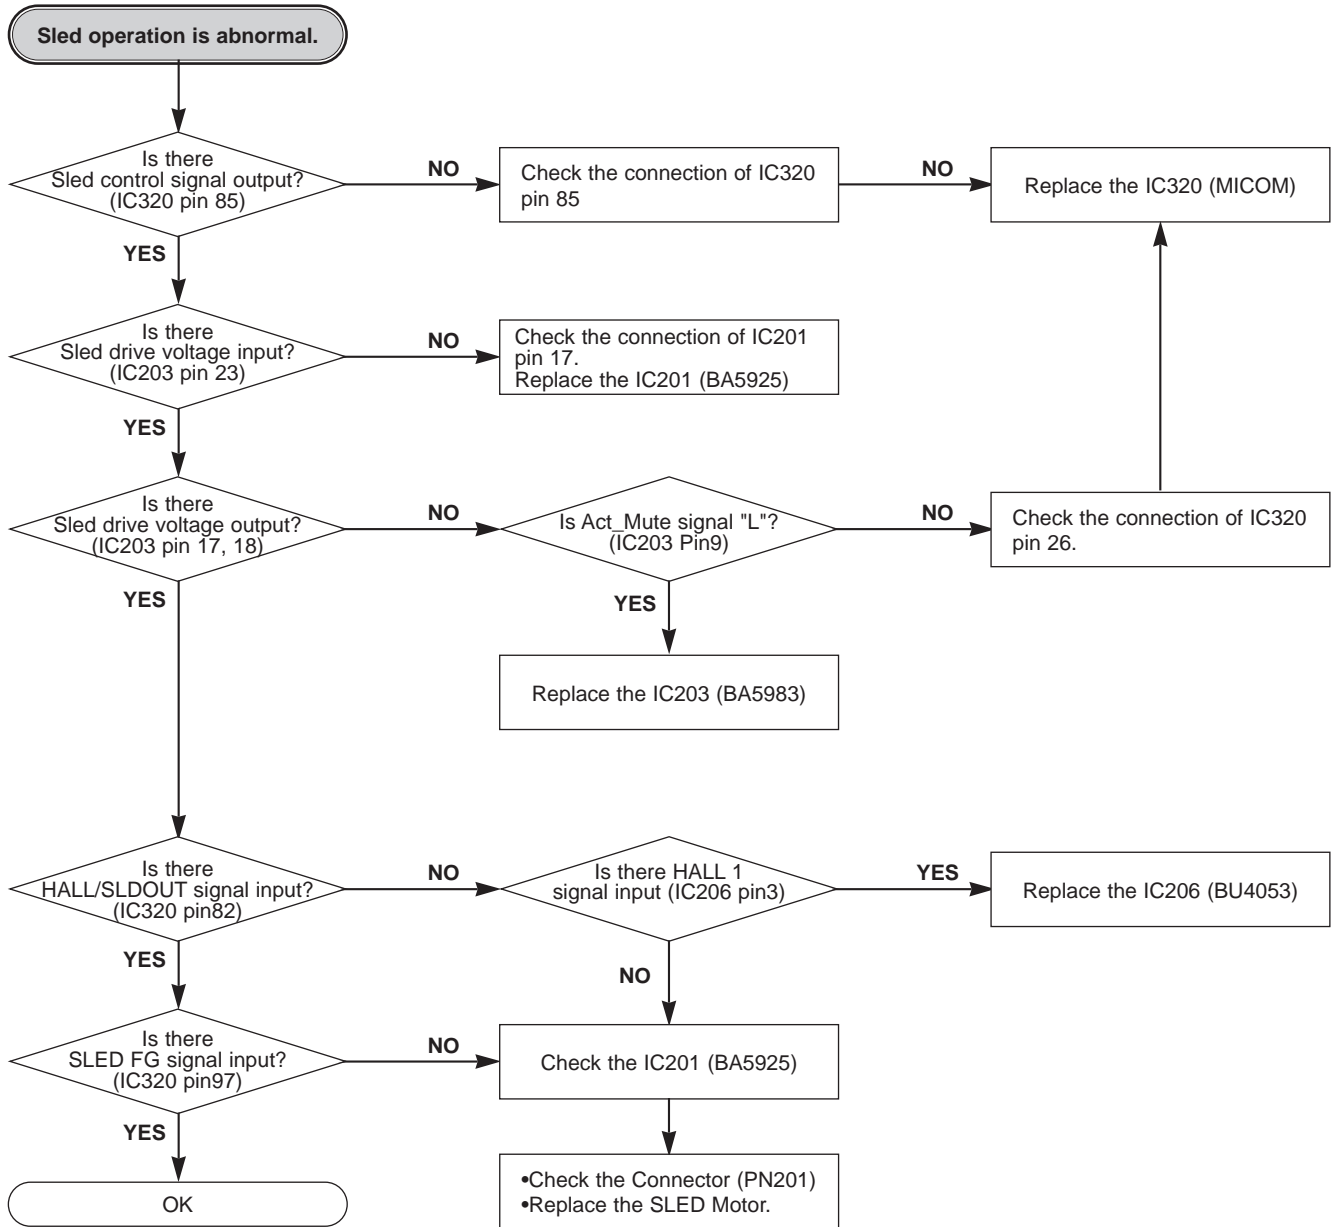 Sled operation is abnormal.
Is there
Sled control signal output?
(IC320 pin 85)
NO
Check the connection of IC320
pin 85
NO
Replace the IC320 (MICOM)
YES
Is there
Sled drive voltage input?
(IC203 pin 23)
NO
Check the connection of IC201
pin 17.
Replace the IC201 (BA5925)
YES
Is there
Sled drive voltage output?
(IC203 pin 17, 18)
NO
Is Act_Mute signal "L"?
(IC203 Pin9)
NO
Check the connection of IC320
pin 26.
YES
YES
Replace the IC203 (BA5983)
Is there
HALL/SLDOUT signal input?
(IC320 pin82)
NO
Is there HALL 1
signal input (IC206 pin3)
YES
Replace the IC206 (BU4053)
YES
NO
Is there
SLED FG signal input?
(IC320 pin97)
NO
Check the IC201 (BA5925)
YES
OK
•Check the Connector (PN201)
•Replace the SLED Motor.